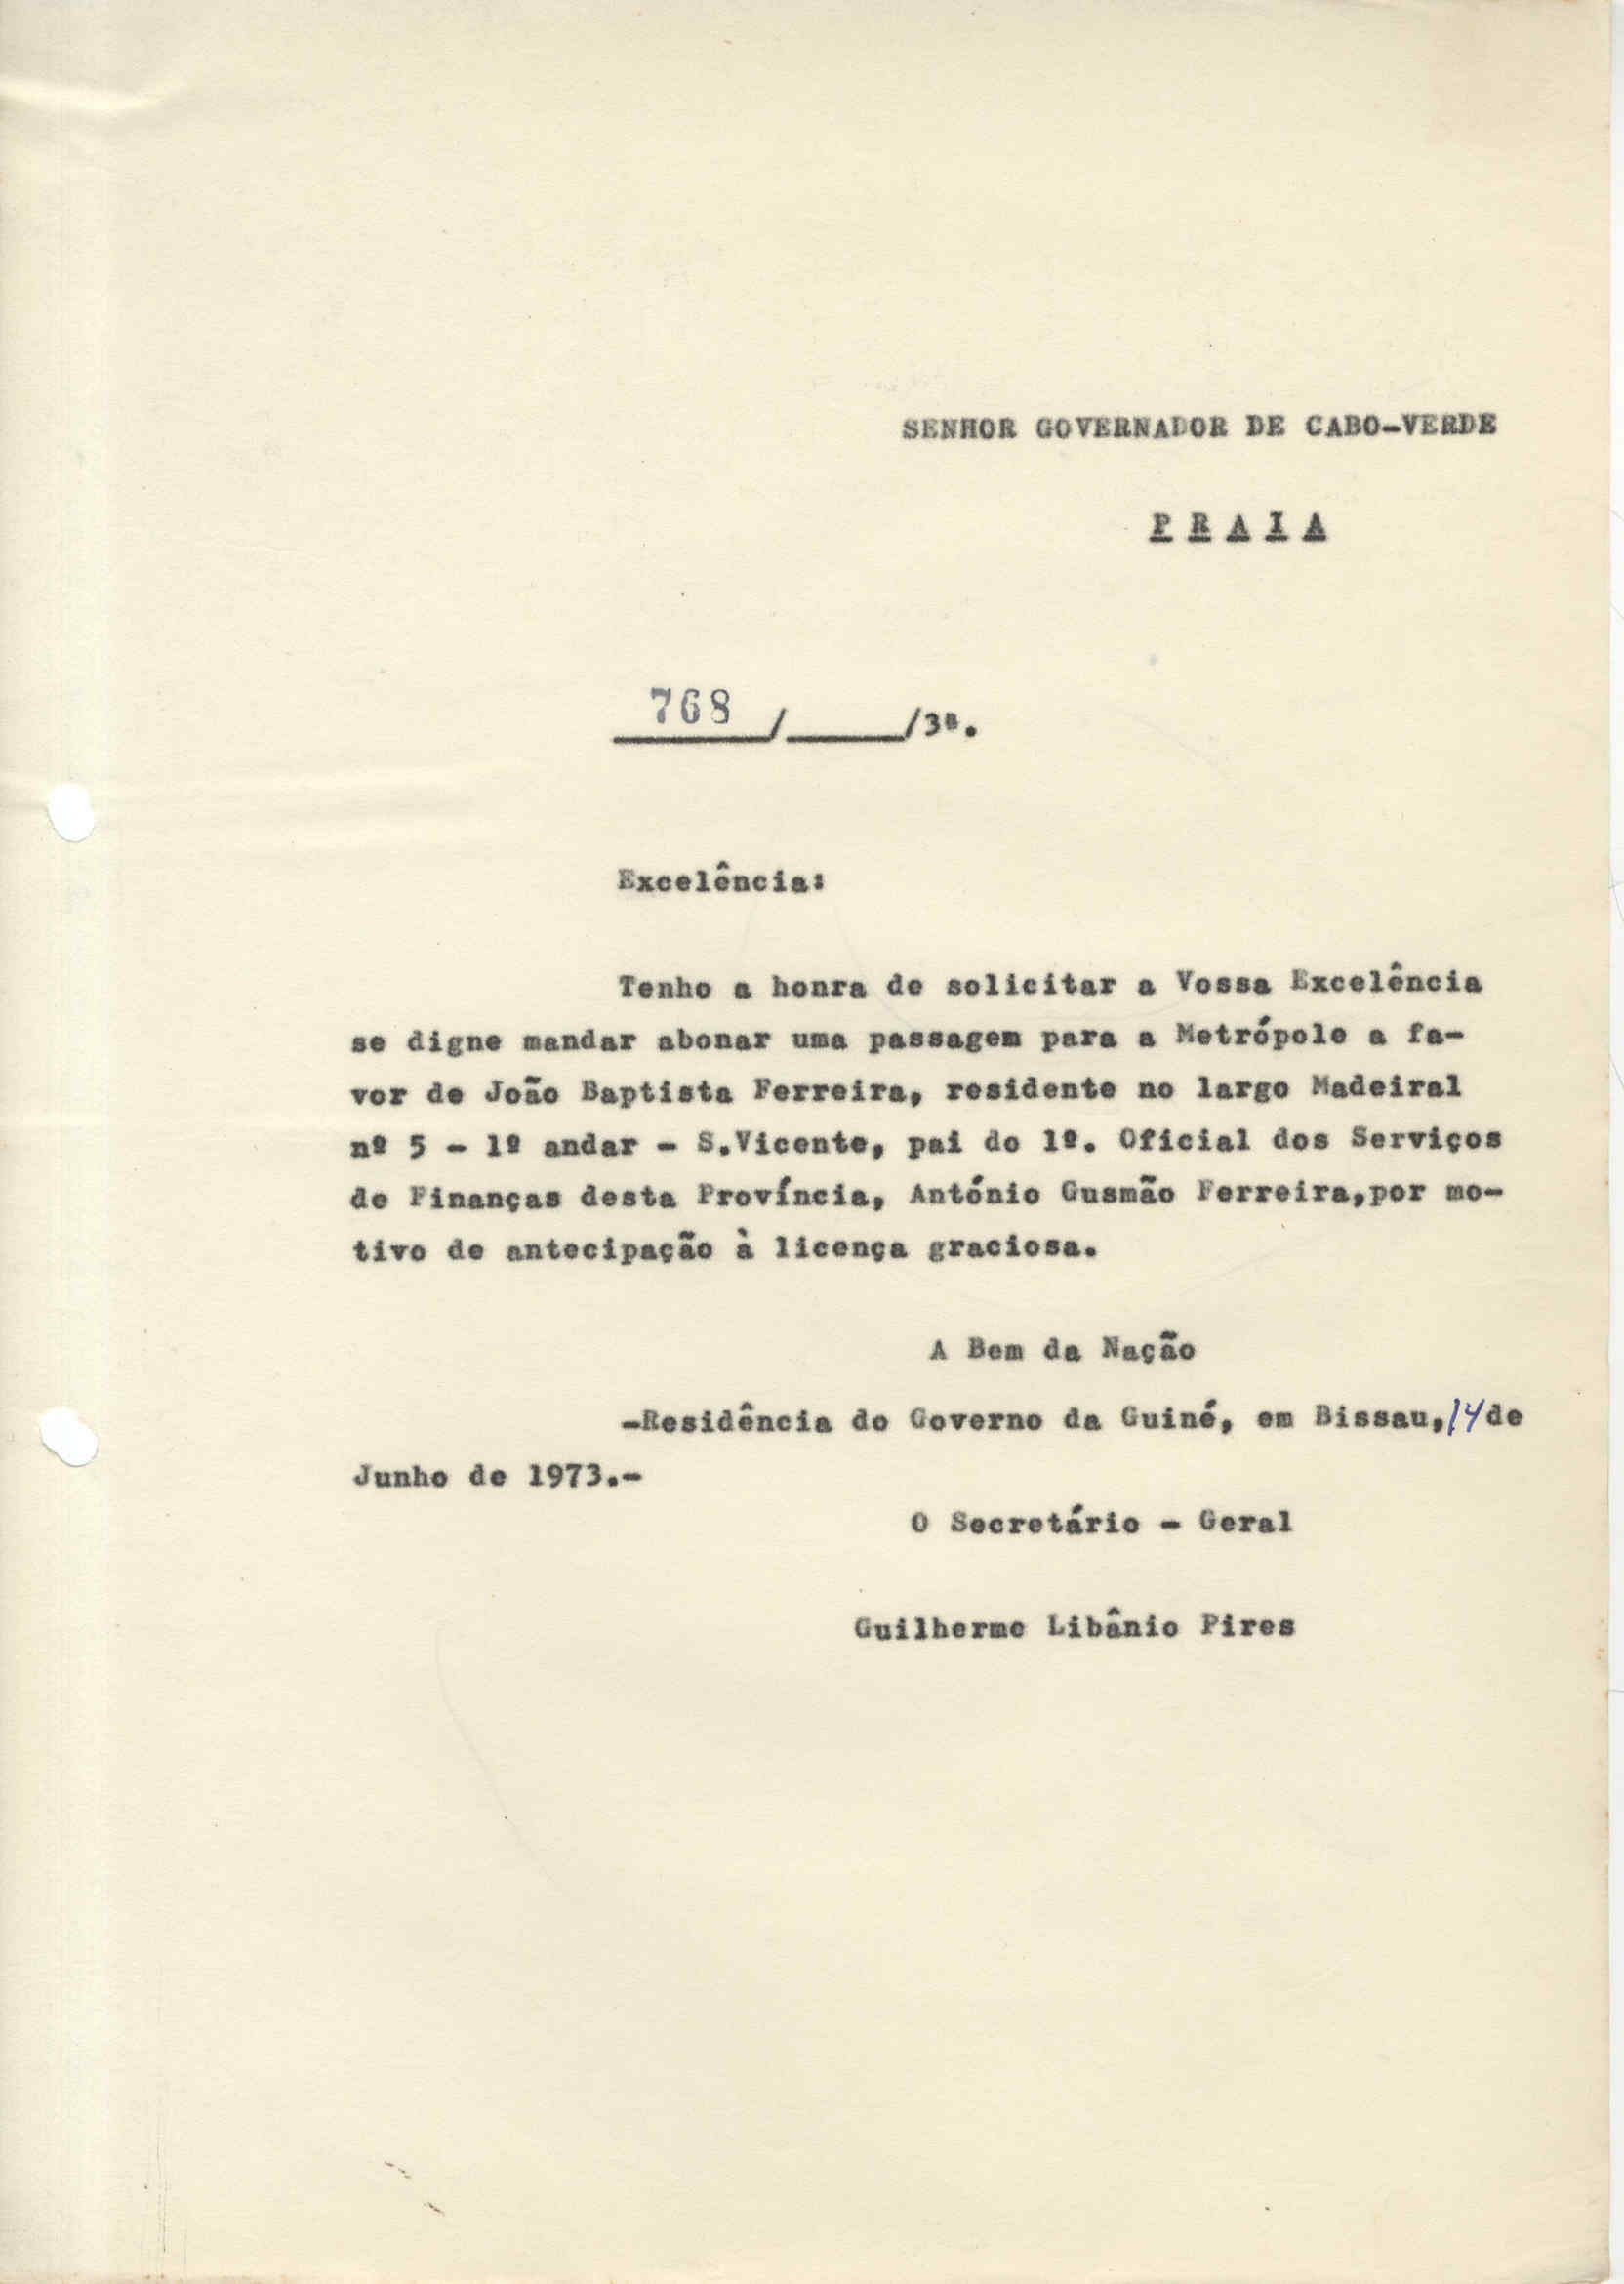 SENHOR GOVERNADOR DE CABO-VERDE
P R A I A
768 /______/3ª.
Excelência:
Tenho a honra de solicitar a Vossa Excelência
se digne mandar abonar uma passagem para a Metrópole a fa-
vor de João Baptista Ferreira, residente no largo Madeiral
nº 5 - 1º andar - S.Vicente, pai do 1º. Oficial dos Serviços
de Finanças desta Província, António Gusmão Ferreira,por mo-
tivo de antecipação à licença graciosa.
A Bem da Nação
-Residência do Governo da Guiné, em Bissau,14de
Junho de 1973.-
O Secretário - Geral
Guilherme Libânio Pires